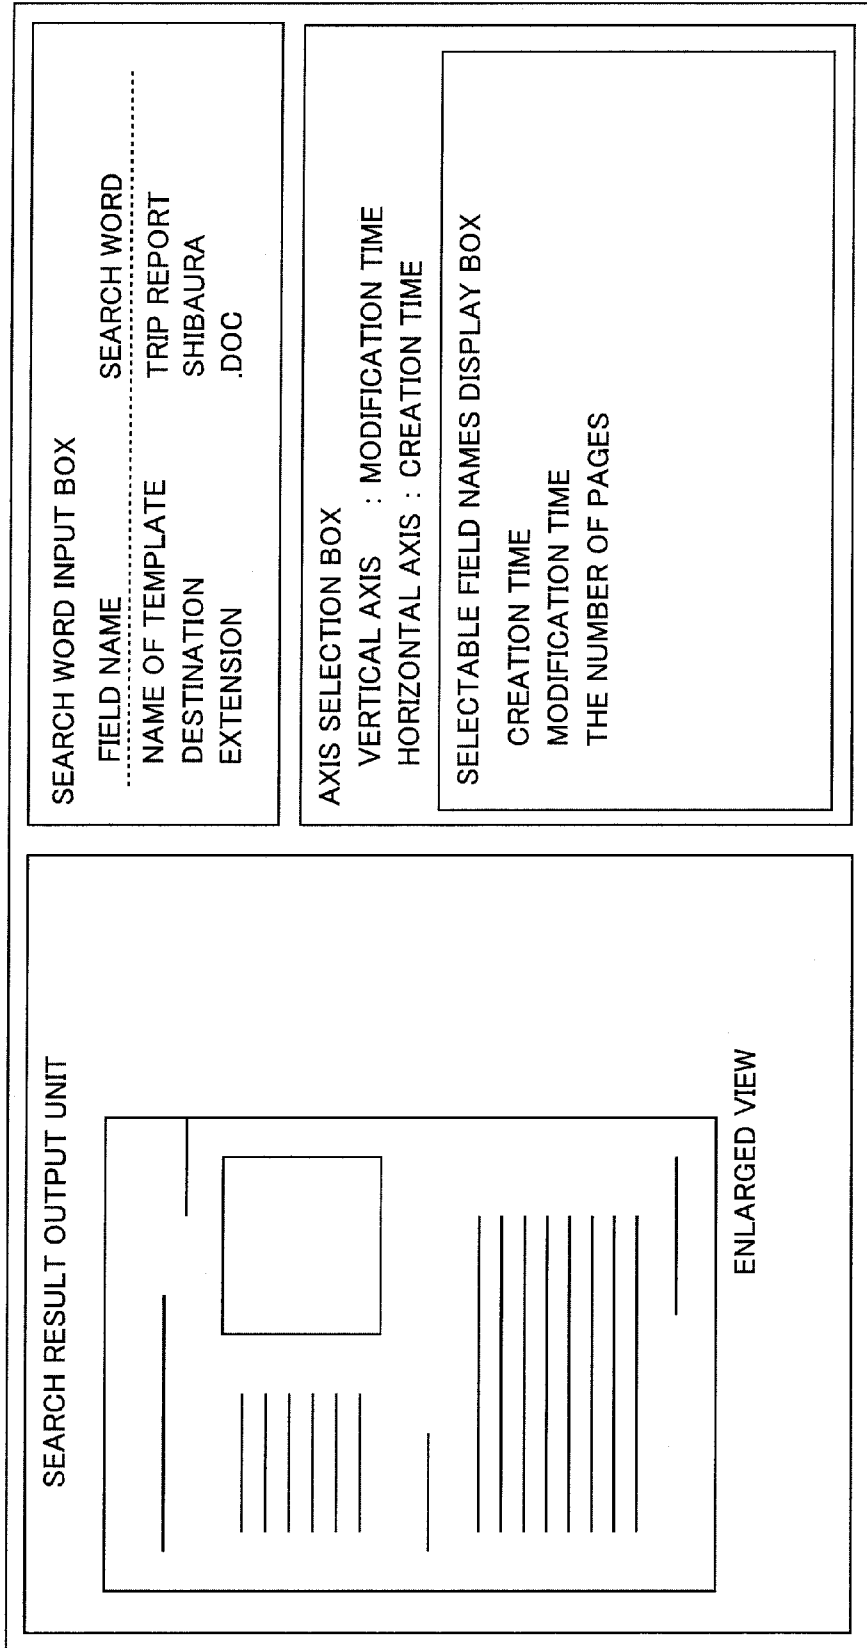 SEARCH RESULT OUTPUT UNIT
ENLARGED VIEW
SEARCH WORD INPUT BOX
FIELD NAME SEARCH WORD
NAME OF TEMPLATE TRIP REPORT
DESTINATION SHIBAURA
EXTENSION .DOC
AXIS SELECTION BOX
VERTICAL AXIS : MODIFICATION TIME
HORIZONTAL AXIS : CREATION TIME
SELECTABLE FIELD NAMES DISPLAY BOX
CREATION TIME
MODIFICATION TIME
THE NUMBER OF PAGES